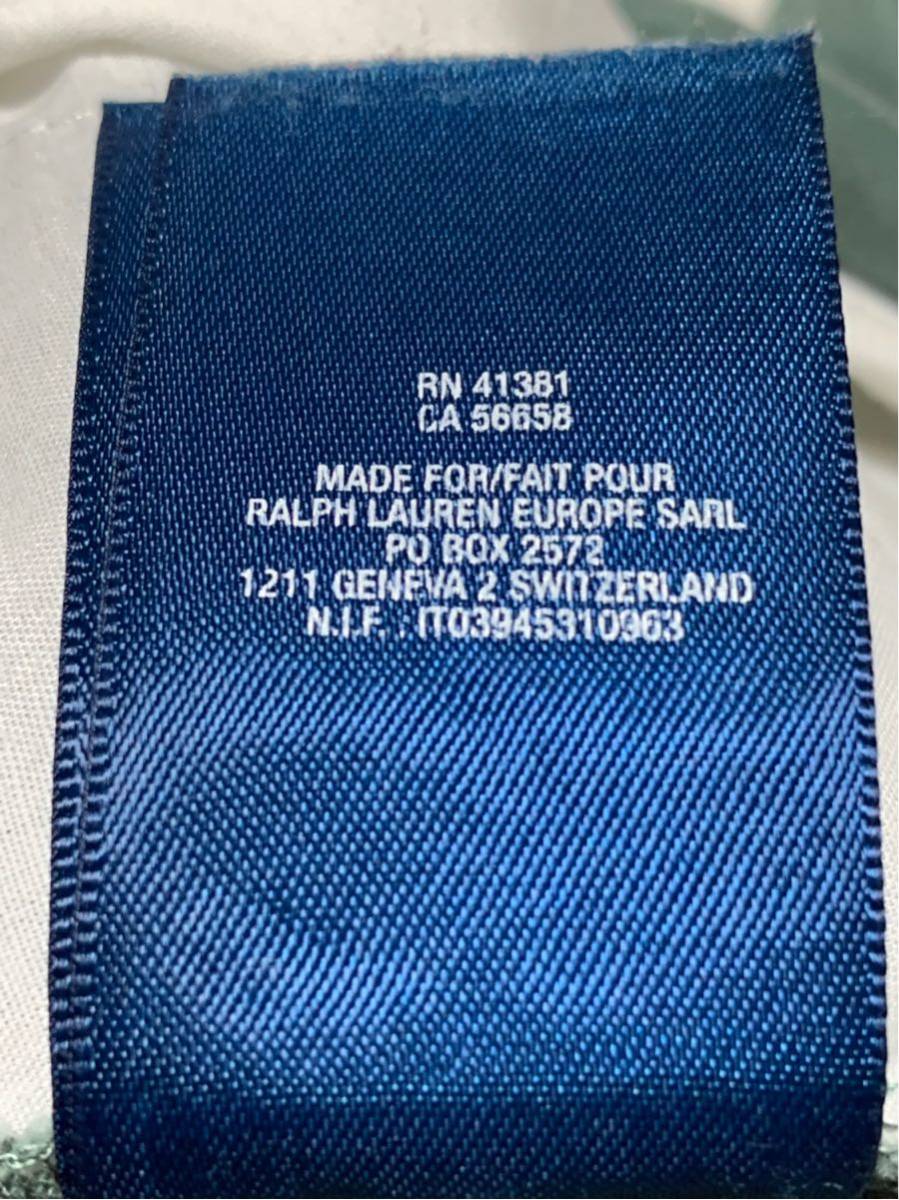 RN 41381
CA 56658
MADE FOR/FAIT POUR
RALPH LAUREN EUROPE SARL
PO BOX 2572
1211 GENEVA 2 SWITZERLAND
N.I.F. : IT03945310963